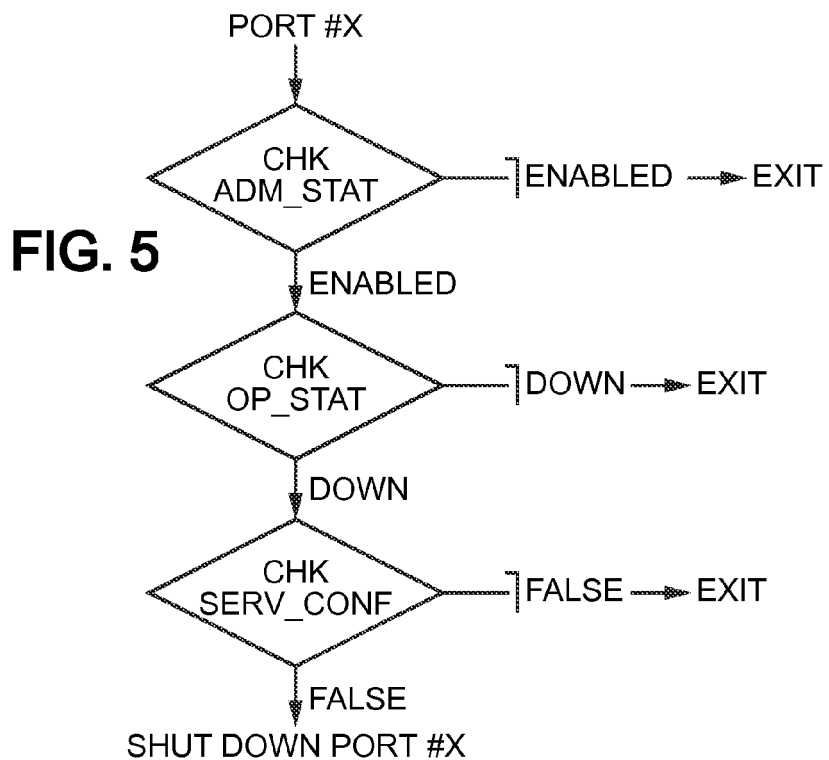 PORT #X
CHK
ADM_STAT
ENABLED
EXIT
FIG. 5
ENABLED
CHK
OP_STAT
DOWN
EXIT
DOWN
CHK
SERV_CONF
FALSE
EXIT
FALSE
SHUT DOWN PORT #X